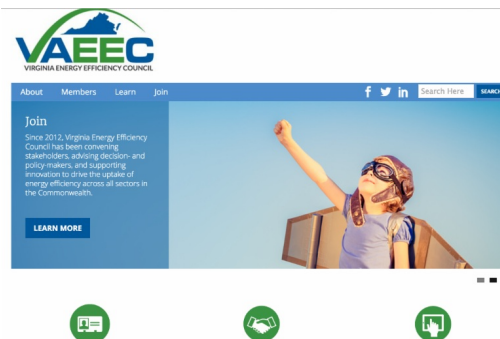 VAEEC
VIRGINIA ENERGY EFFICIENCY COUNCIL
About Members Learn Join Search Here SEARCH
Join
Since 2012, Virginia Energy Efficiency
Council has been convening
stakeholders, advising decision- and
policy-makers, and supporting
innovation to drive the uptake of
energy efficiency across all sectors in
the Commonwealth.
LEARN MORE